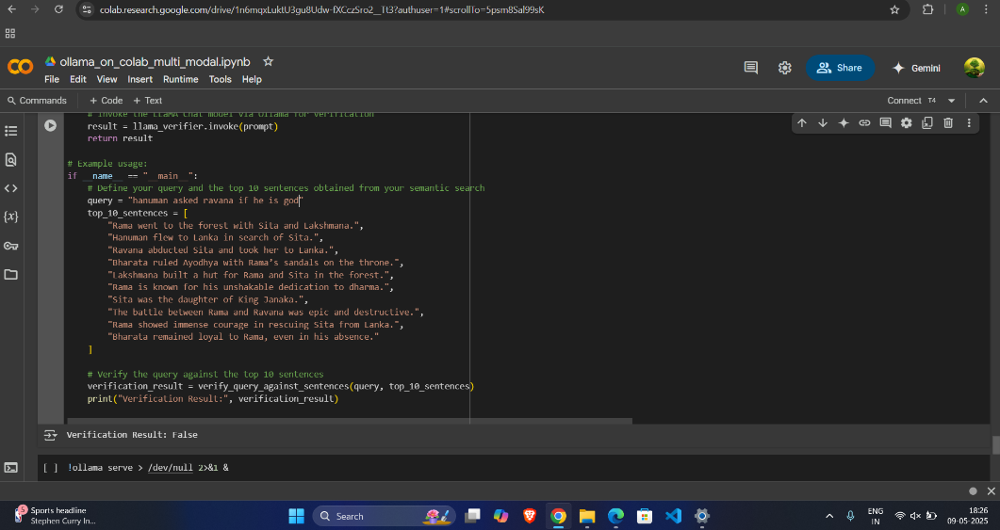 colab.research.google.com/drive/1n6mqxLuktU3gu8Udw-fXCczSro2__Tt3?authuser=1#scrollTo=5psm8Sal99sK
A
CO
ollama_on_colab_multi_modal.ipynb
File Edit View Insert Runtime Tools Help
Share
Gemini
Commands + Code + Text
Connect T4
# Invoke the LLaMA chat model via Ollama for verification
result = llama_verifier.invoke(prompt)
return result
# Example usage:
if __name__ == "__main__":
# Define your query and the top 10 sentences obtained from your semantic search
query = "hanuman asked ravana if he is god"
top_10_sentences = [
"Rama went to the forest with Sita and Lakshmana.",
"Hanuman flew to Lanka in search of Sita.",
"Ravana abducted Sita and took her to Lanka.",
"Bharata ruled Ayodhya with Rama's sandals on the throne.",
"Lakshmana built a hut for Rama and Sita in the forest.",
"Rama is known for his unshakable dedication to dharma.",
"Sita was the daughter of King Janaka.",
"The battle between Rama and Ravana was epic and destructive.",
"Rama showed immense courage in rescuing Sita from Lanka.",
"Bharata remained loyal to Rama, even in his absence."
]
# Verify the query against the top 10 sentences
verification_result = verify_query_against_sentences(query, top_10_sentences)
print("Verification Result:", verification_result)
Verification Result: False
[ ] !ollama serve > /dev/null 2>&1 &
5
Sports headline
Stephen Curry In...
Search
ENG
IN
18:26
09-05-2025